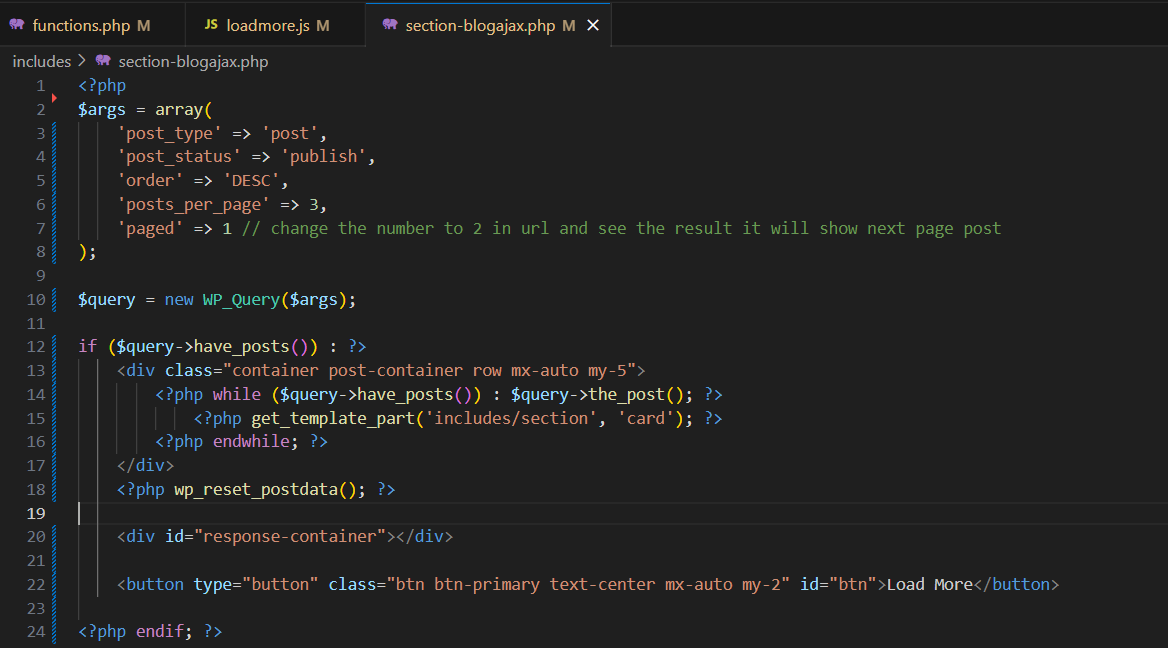 functions.php M
JS loadmore.js M
section-blogajax.php M
includes > section-blogajax.php
1 <?php
2 $args = array(
3 'post_type' => 'post',
4 'post_status' => 'publish',
5 'order' => 'DESC',
6 'posts_per_page' => 3,
7 'paged' => 1 // change the number to 2 in url and see the result it will show next page post
8 );
9
10 $query = new WP_Query($args);
11
12 if ($query->have_posts()) : ?>
13 <div class="container post-container row mx-auto my-5">
14 <?php while ($query->have_posts()) : $query->the_post(); ?>
15 <?php get_template_part('includes/section', 'card'); ?>
16 <?php endwhile; ?>
17 </div>
18 <?php wp_reset_postdata(); ?>
19
20 <div id="response-container"></div>
21
22 <button type="button" class="btn btn-primary text-center mx-auto my-2" id="btn">Load More</button>
23
24 <?php endif; ?>